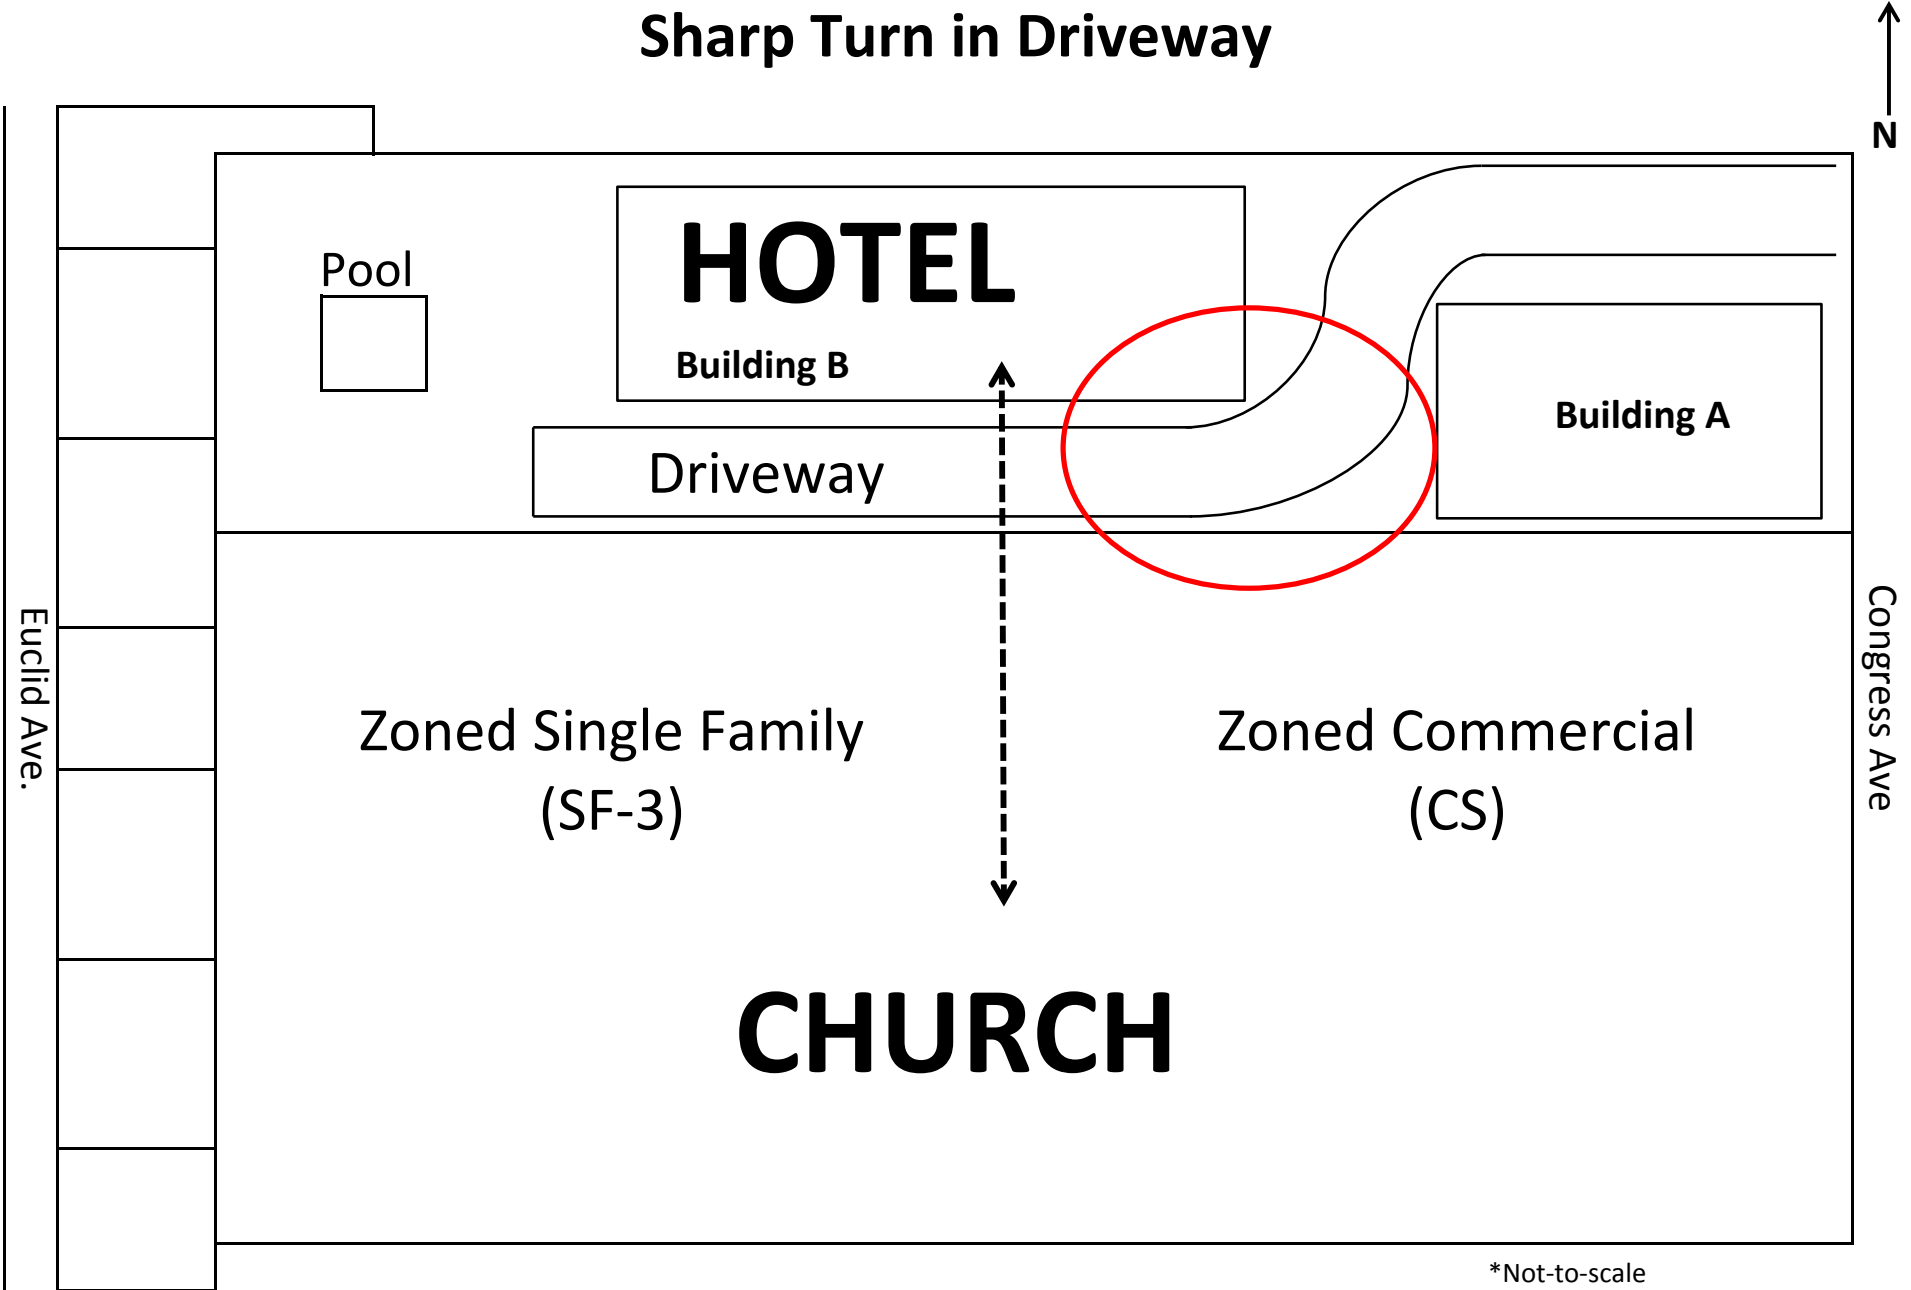 Sharp Turn in Driveway
N
HOTEL
Pool
Building B
Building A
Driveway
Euclid Ave.
Congress Ave
Zoned Single Family
(SF-3)
Zoned Commercial
(CS)
CHURCH
*Not-to-scale